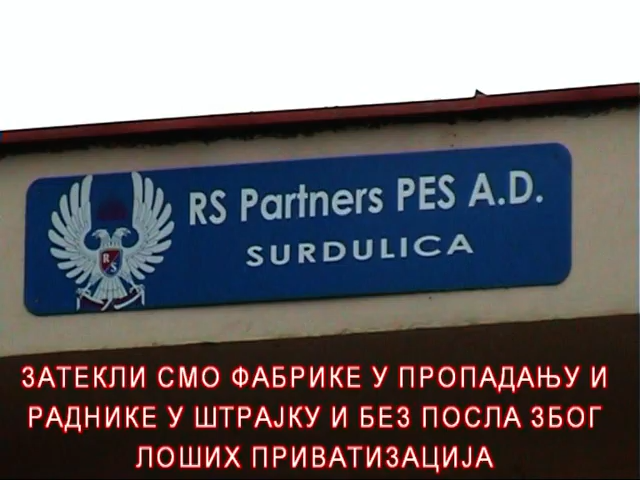 RS Partners PES A.D.
SURDULICA
R S
ЗАТЕКЛИ СМО ФАБРИКЕ У ПРОПАДАЊУ И
РАДНИКЕ У ШТРАЈКУ И БЕЗ ПОСЛА ЗБОГ
ЛОШИХ ПРИВАТИЗАЦИЈА